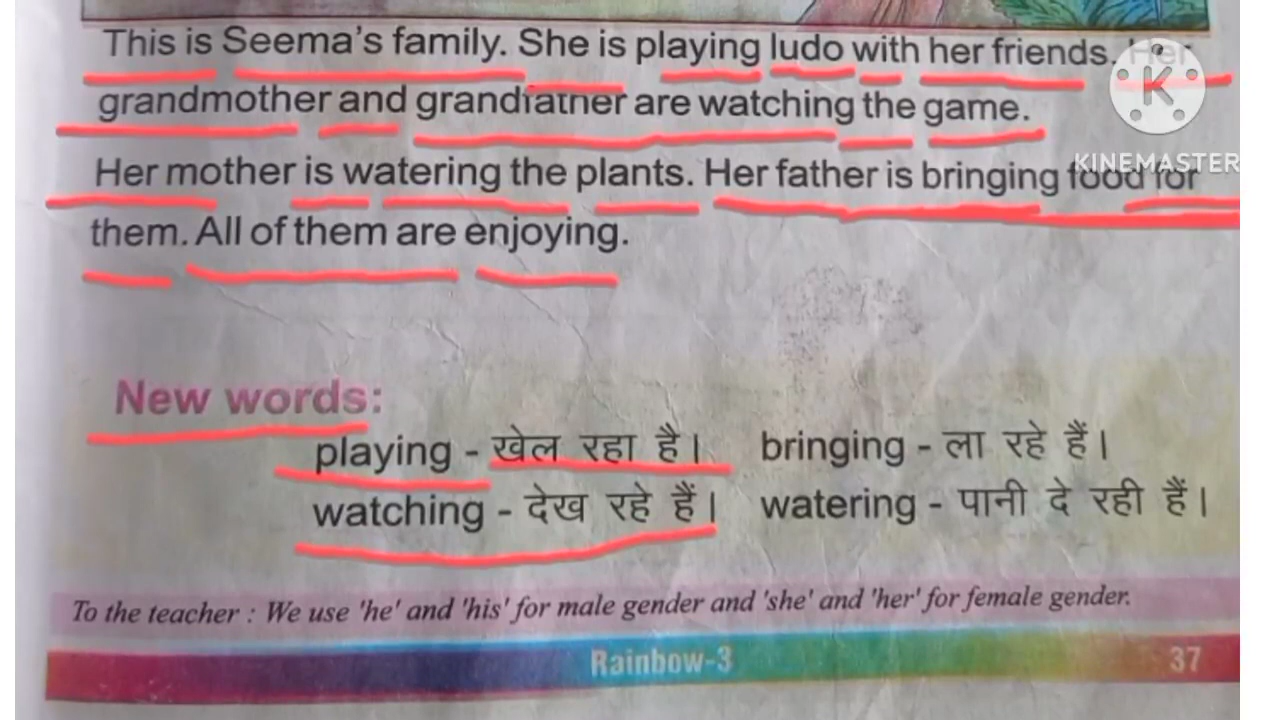 This is Seema's family. She is playing ludo with her friends. Her
grandmother and grandfather are watching the game.
Her mother is watering the plants. Her father is bringing food for
them. All of them are enjoying.
K
KINEMASTER
New words:
playing - खेल रहा है। bringing - ला रहे हैं।
watching - देख रहे हैं। watering - पानी दे रही हैं।
To the teacher : We use 'he' and 'his' for male gender and 'she' and 'her' for female gender.
Rainbow-3 37